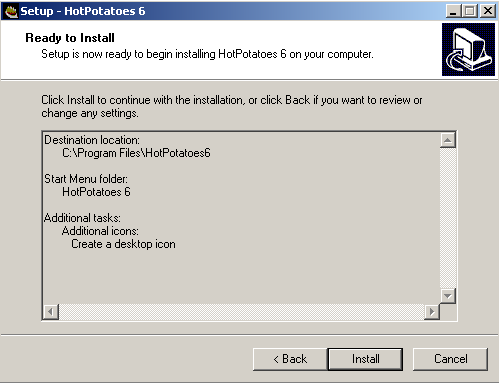 Setup - HotPotatoes 6
Ready to Install
Setup is now ready to begin installing HotPotatoes 6 on your computer.
Click Install to continue with the installation, or click Back if you want to review or
change any settings.
Destination location:
C:\Program Files\HotPotatoes6
Start Menu folder:
HotPotatoes 6
Additional tasks:
Additional icons:
Create a desktop icon
< Back
Install
Cancel